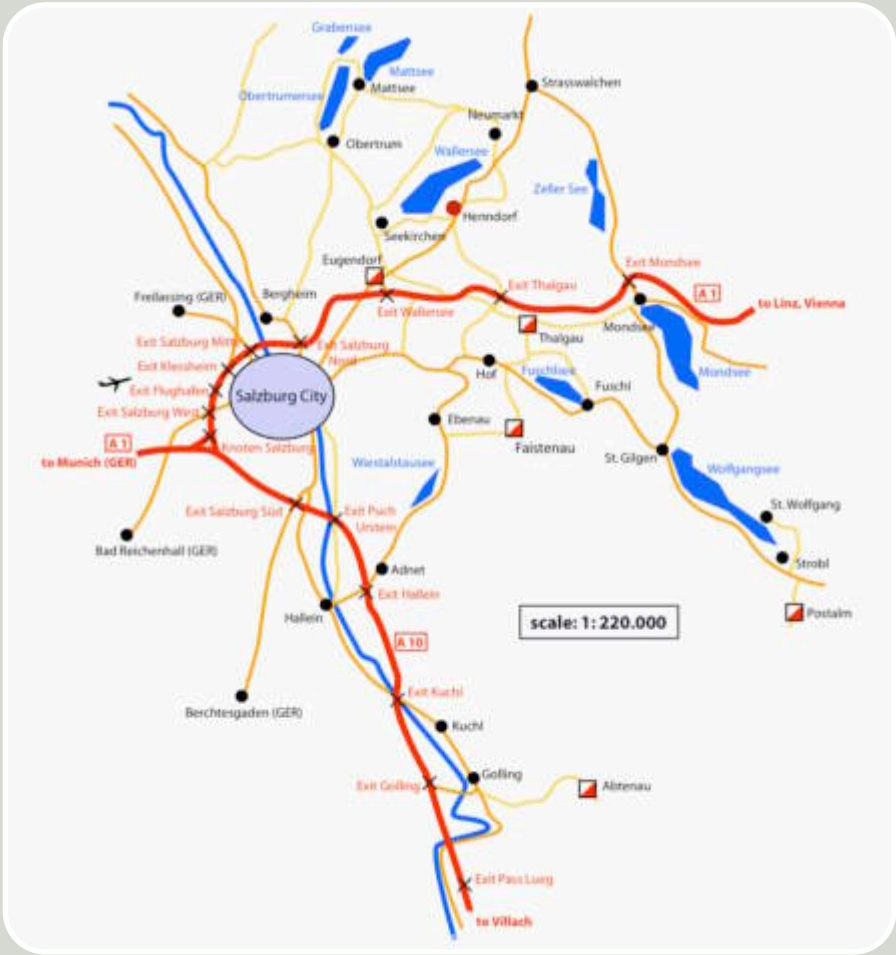 Grabensee
Mattsee
Mattsee
Obertrumersee
Strasswalchen
Neumarkt
Obertrum
Wallersee
Zeller See
Henndorf
Seekirchen
Eugendorf
Exit Mondsee
Exit Thalgau
A 1
to Linz, Vienna
Freilassing (GER)
Bergheim
Exit Wallersee
Mondsee
Thalgau
Exit Salzburg Mitte
Exit Salzburg
Nord
Exit Klessheim
Hof
Fuschlsee
Mondsee
Exit Flughafen
Salzburg City
Fuschl
Exit Salzburg West
Ebenau
A 1
Knoten Salzburg
Faistenau
to Munich (GER)
Wiestalstausee
St. Gilgen
Wolfgangsee
Exit Salzburg Süd
Exit Puch
Urstein
St. Wolfgang
Bad Reichenhall (GER)
Strobl
Adnet
Exit Hallein
Hallein
scale: 1: 220.000
Postalm
A 10
Exit Kuchl
Berchtesgaden (GER)
Kuchl
Golling
Exit Golling
Abtenau
Exit Pass Lueg
to Villach